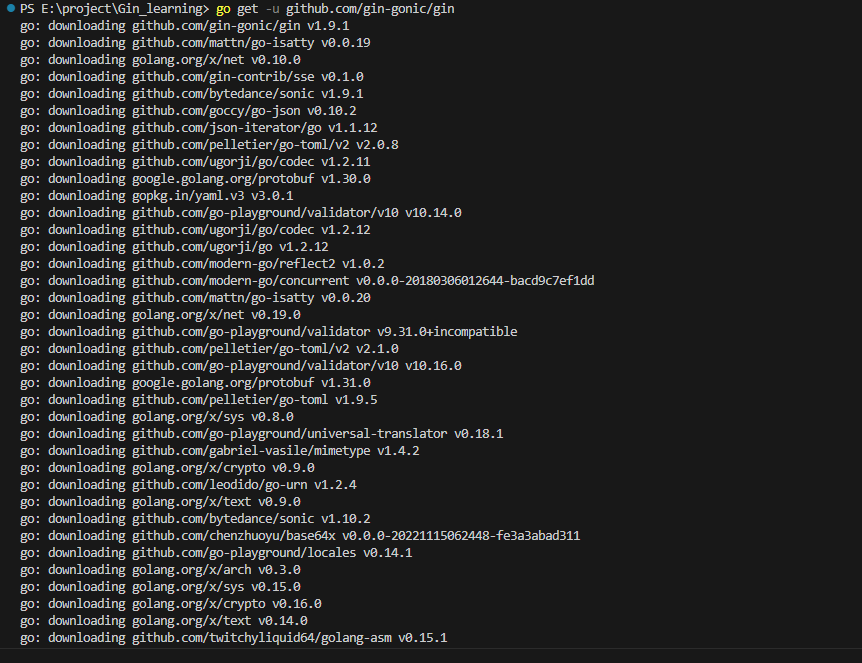 PS E:\project\Gin_learning> go get -u github.com/gin-gonic/gin
go: downloading github.com/gin-gonic/gin v1.9.1
go: downloading github.com/mattn/go-isatty v0.0.19
go: downloading golang.org/x/net v0.10.0
go: downloading github.com/gin-contrib/sse v0.1.0
go: downloading github.com/bytedance/sonic v1.9.1
go: downloading github.com/goccy/go-json v0.10.2
go: downloading github.com/json-iterator/go v1.1.12
go: downloading github.com/pelletier/go-toml/v2 v2.0.8
go: downloading github.com/ugorji/go/codec v1.2.11
go: downloading google.golang.org/protobuf v1.30.0
go: downloading gopkg.in/yaml.v3 v3.0.1
go: downloading github.com/go-playground/validator/v10 v10.14.0
go: downloading github.com/ugorji/go/codec v1.2.12
go: downloading github.com/ugorji/go v1.2.12
go: downloading github.com/modern-go/reflect2 v1.0.2
go: downloading github.com/modern-go/concurrent v0.0.0-20180306012644-bacd9c7ef1dd
go: downloading github.com/mattn/go-isatty v0.0.20
go: downloading golang.org/x/net v0.19.0
go: downloading github.com/go-playground/validator v9.31.0+incompatible
go: downloading github.com/pelletier/go-toml/v2 v2.1.0
go: downloading github.com/go-playground/validator/v10 v10.16.0
go: downloading google.golang.org/protobuf v1.31.0
go: downloading github.com/pelletier/go-toml v1.9.5
go: downloading golang.org/x/sys v0.8.0
go: downloading github.com/go-playground/universal-translator v0.18.1
go: downloading github.com/gabriel-vasile/mimetype v1.4.2
go: downloading golang.org/x/crypto v0.9.0
go: downloading github.com/leodido/go-urn v1.2.4
go: downloading golang.org/x/text v0.9.0
go: downloading github.com/bytedance/sonic v1.10.2
go: downloading github.com/chenzhuoyu/base64x v0.0.0-20221115062448-fe3a3abad311
go: downloading github.com/go-playground/locales v0.14.1
go: downloading golang.org/x/arch v0.3.0
go: downloading golang.org/x/sys v0.15.0
go: downloading golang.org/x/crypto v0.16.0
go: downloading golang.org/x/text v0.14.0
go: downloading github.com/twitchyliquid64/golang-asm v0.15.1